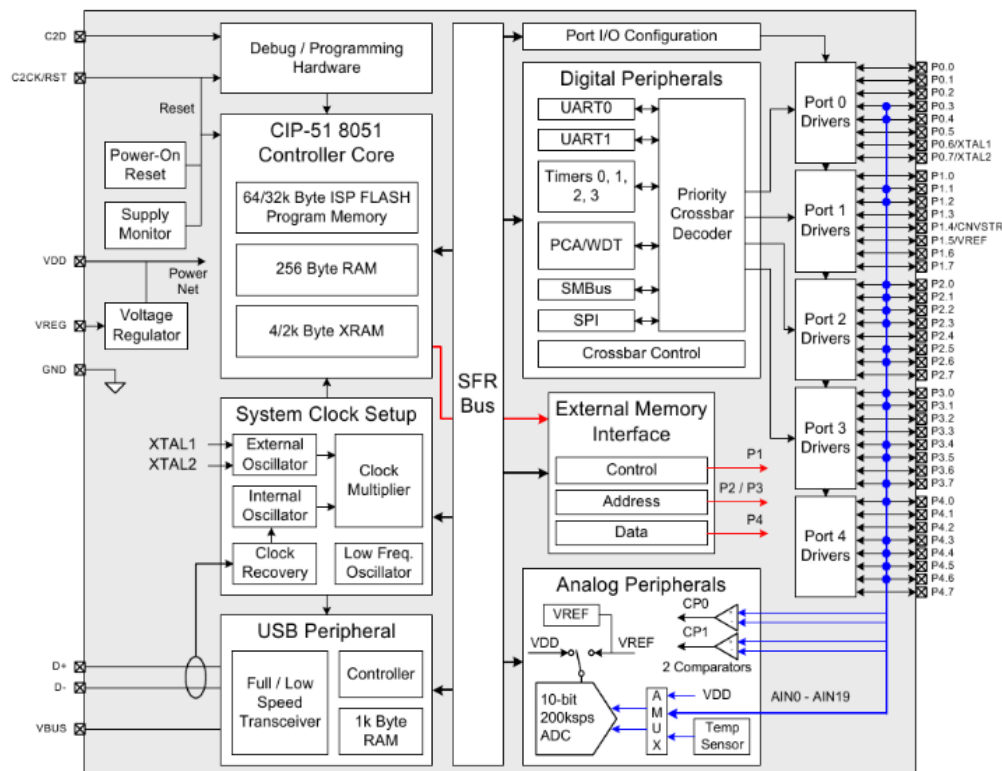 C2D
C2CK/RST
Debug / Programming
Hardware
Reset
Power-On
Reset
Supply
Monitor
VDD
Power
Net
VREG
Voltage
Regulator
GND
CIP-51 8051
Controller Core
64/32k Byte ISP FLASH
Program Memory
256 Byte RAM
4/2k Byte XRAM
System Clock Setup
XTAL1
XTAL2
External
Oscillator
Internal
Oscillator
Clock
Recovery
Clock
Multiplier
Low Freq.
Oscillator
USB Peripheral
D+
D-
VBUS
Full / Low
Speed
Transceiver
Controller
1k Byte
RAM
SFR
Bus
Port I/O Configuration
Digital Peripherals
UART0
UART1
Timers 0, 1,
2, 3
PCA/WDT
SMBus
SPI
Priority
Crossbar
Decoder
Crossbar Control
External Memory
Interface
Control
Address
Data
P1
P2 / P3
P4
Analog Peripherals
VREF
VDD
VREF
CP0
+
-
CP1
+
-
2 Comparators
10-bit
200ksps
ADC
A
M
U
X
VDD
Temp
Sensor
AIN0 - AIN19
Port 0
Drivers
Port 1
Drivers
Port 2
Drivers
Port 3
Drivers
Port 4
Drivers
P0.0
P0.1
P0.2
P0.3
P0.4
P0.5
P0.6/XTAL1
P0.7/XTAL2
P1.0
P1.1
P1.2
P1.3
P1.4/CNVSTR
P1.5/VREF
P1.6
P1.7
P2.0
P2.1
P2.2
P2.3
P2.4
P2.5
P2.6
P2.7
P3.0
P3.1
P3.2
P3.3
P3.4
P3.5
P3.6
P3.7
P4.0
P4.1
P4.2
P4.3
P4.4
P4.5
P4.6
P4.7